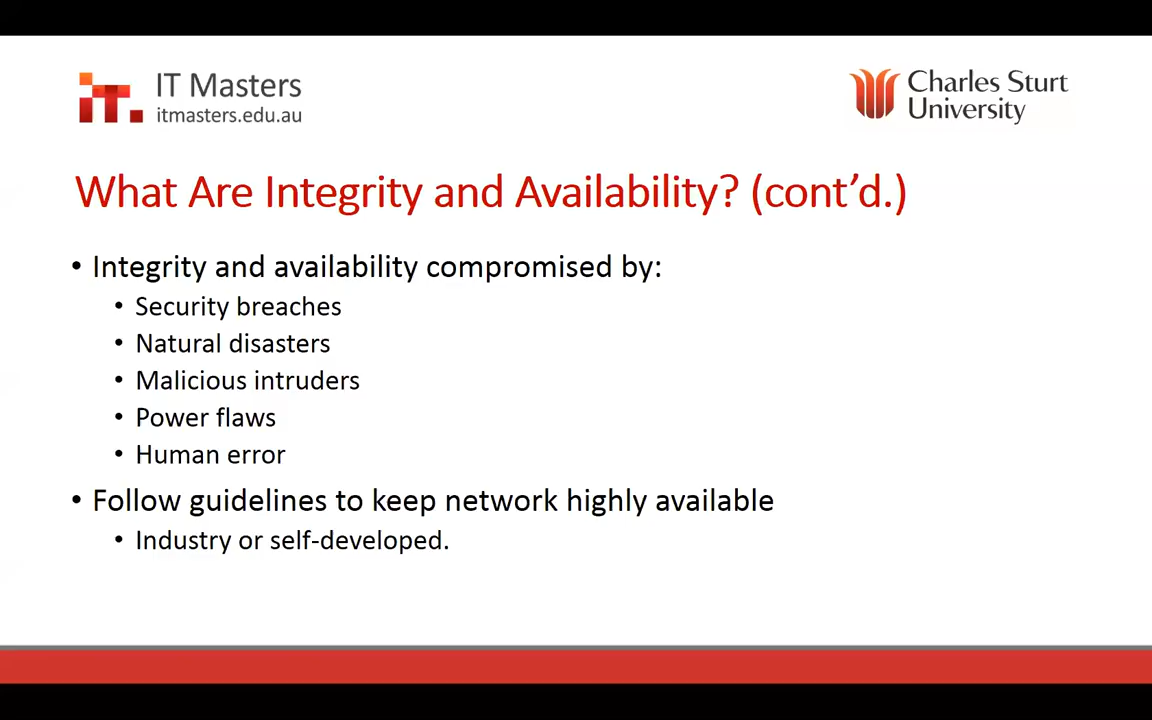 IT Masters
itmasters.edu.au
Charles Sturt
University
What Are Integrity and Availability? (cont’d.)
• Integrity and availability compromised by:
• Security breaches
• Natural disasters
• Malicious intruders
• Power flaws
• Human error
• Follow guidelines to keep network highly available
• Industry or self-developed.